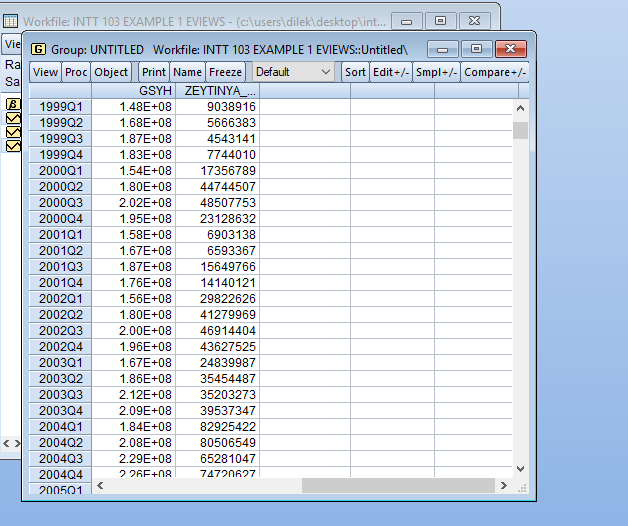 Workfile: INTT 103 EXAMPLE 1 EVIEWS - (c:\users\dilek\desktop\int...
Vie
Ra
Sa
G Group: UNTITLED Workfile: INTT 103 EXAMPLE 1 EVIEWS::Untitled\
View Proc Object Print Name Freeze Default Sort Edit+/- Smpl+/- Compare+/-
GSYH ZEYTINYA_...
1999Q1 1.48E+08 9038916
1999Q2 1.68E+08 5666383
1999Q3 1.87E+08 4543141
1999Q4 1.83E+08 7744010
2000Q1 1.54E+08 17356789
2000Q2 1.80E+08 44744507
2000Q3 2.02E+08 48507753
2000Q4 1.95E+08 23128632
2001Q1 1.58E+08 6903138
2001Q2 1.67E+08 6593367
2001Q3 1.87E+08 15649766
2001Q4 1.76E+08 14140121
2002Q1 1.56E+08 29822626
2002Q2 1.80E+08 41279969
2002Q3 2.00E+08 46914404
2002Q4 1.96E+08 43627525
2003Q1 1.67E+08 24839987
2003Q2 1.86E+08 35454487
2003Q3 2.12E+08 35203273
2003Q4 2.09E+08 39537347
2004Q1 1.84E+08 82925422
2004Q2 2.08E+08 80506549
2004Q3 2.29E+08 65281047
2004Q4 2.26E+08 74720627
2005Q1